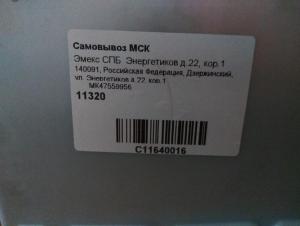 Самовывоз МСК
Эмекс СПБ Энергетиков д.22, кор.1
140091, Российская Федерация, Дзержинский,
ул. Энергетиков д.22, кор.1
МК47559956
11320
C11640016